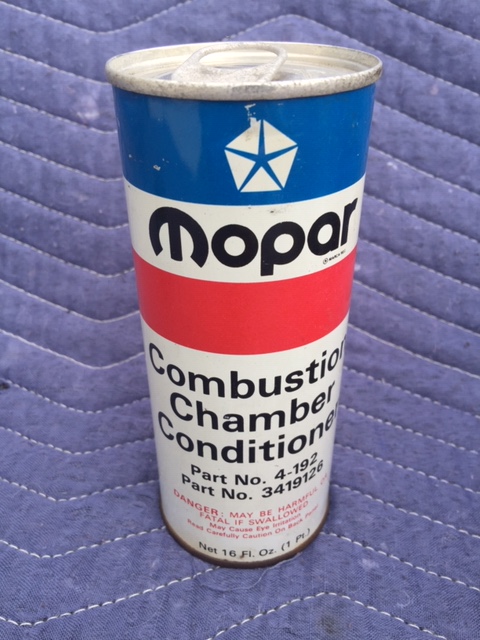 mopar
Combustion
Chamber
Conditioner
Part No. 4-192
Part No. 3419126
DANGER: MAY BE HARMFUL OR
FATAL IF SWALLOWED
May Cause Eye Irritation
Read Carefully Caution On Back Panel
Net 16 Fl. Oz. (1 Pt.)